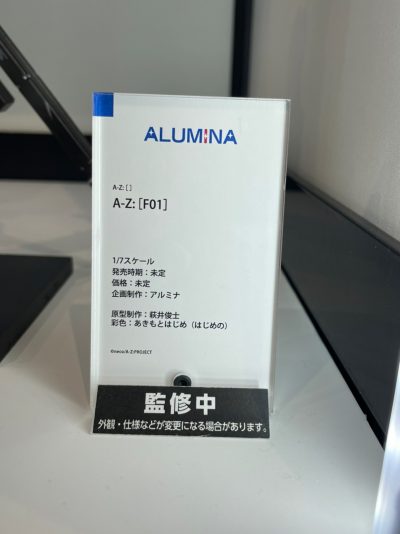 ALUMINA
A-Z:[ ]
A-Z:[F01]
1/7スケール
発売時期：未定
価格：未定
企画制作：アルミナ
原型制作：萩井俊士
彩色：あきもとはじめ（はじめの）
©neco/A-Z:PROJECT
監修中
外観・仕様などが変更になる場合があります。